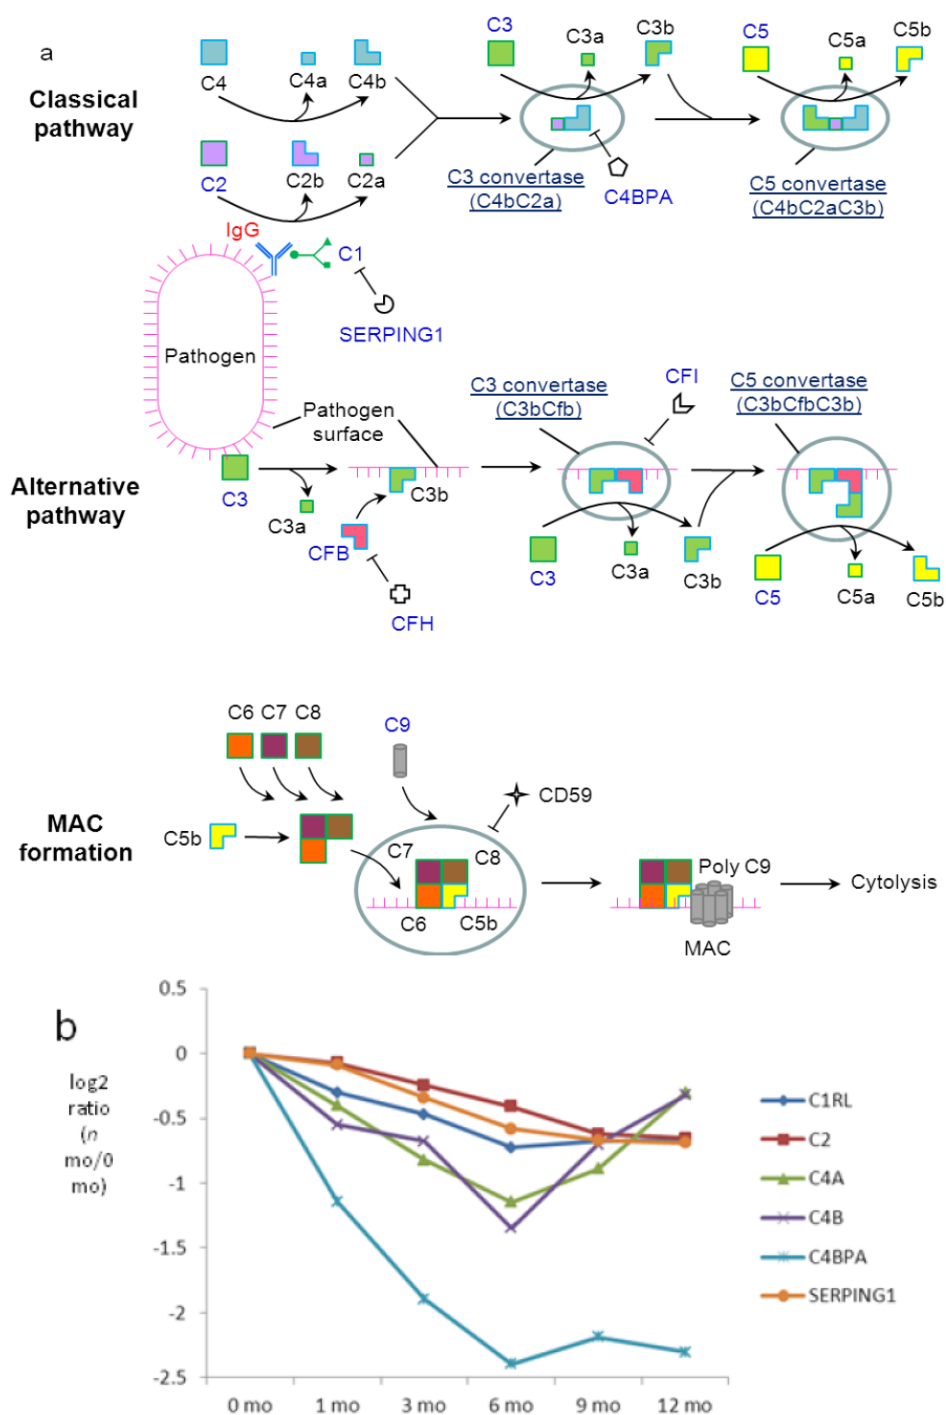 a
Classical
pathway
C4
C4a
C4b
C2
C2b
C2a
C3
C3a
C3b
C3 convertase
(C4bC2a)
C4BPA
C5
C5a
C5b
C5 convertase
(C4bC2aC3b)
IgG
C1
SERPING1
Pathogen
Pathogen
surface
Alternative
pathway
C3
C3a
C3b
CFB
CFH
C3 convertase
(C3bCfb)
CFI
C3
C3a
C3b
C5 convertase
(C3bCfbC3b)
C5
C5a
C5b
MAC
formation
C6 C7 C8
C9
C5b
CD59
C7
C8
C6
C5b
Poly C9
MAC
Cytolysis
b
log2
ratio
(n
mo/0
mo)
0.5
0
-0.5
-1
-1.5
-2
-2.5
0 mo 1 mo 3 mo 6 mo 9 mo 12 mo
C1RL
C2
C4A
C4B
C4BPA
SERPING1